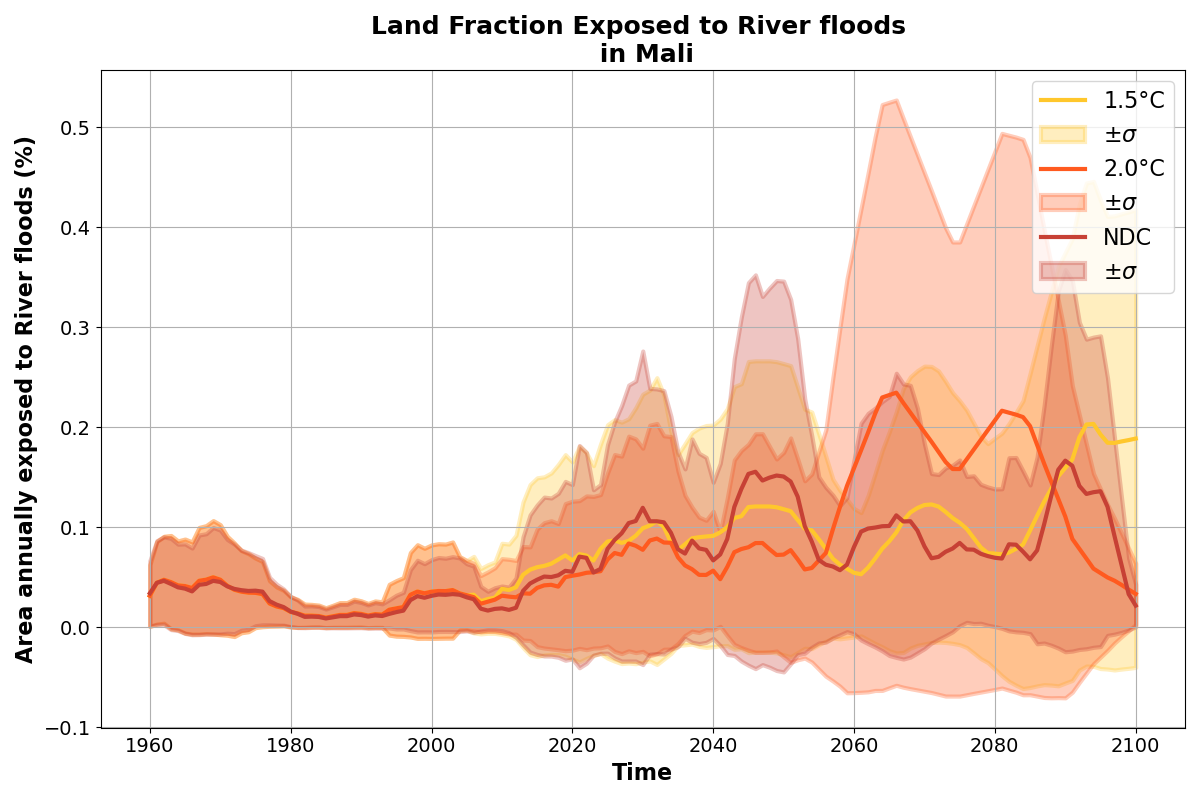 Land Fraction Exposed to River floods
in Mali
Area annually exposed to River floods (%)
0.5
0.4
0.3
0.2
0.1
0.0
−0.1
1960
1980
2000
2020
2040
2060
2080
2100
Time
1.5°C
±σ
2.0°C
±σ
NDC
±σ